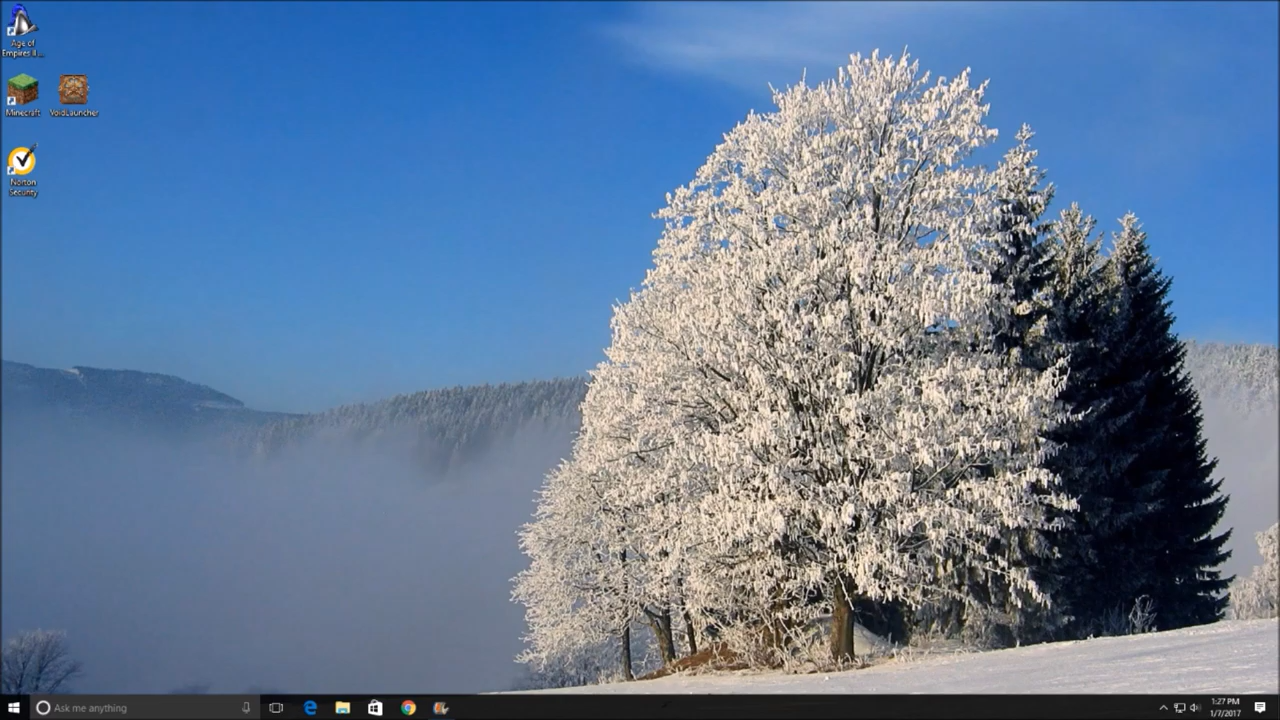 Age of
Empires II ...
Minecraft
VoidLauncher
Norton
Security
Ask me anything
1:27 PM
1/7/2017